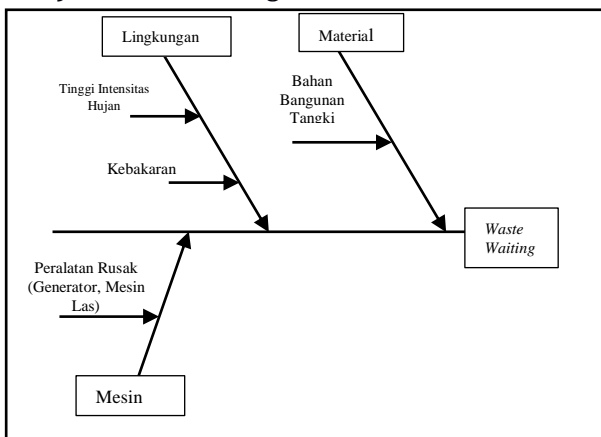 Lingkungan
Material
Tinggi Intensitas
Hujan
Bahan
Bangunan
Tangki
Kebakaran
Waste
Waiting
Peralatan Rusak
(Generator, Mesin
Las)
Mesin